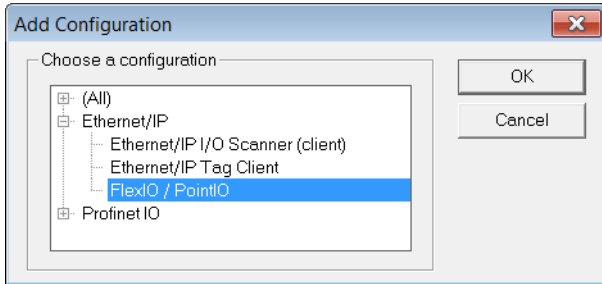 Add Configuration
Choose a configuration
(All)
Ethernet/IP
Ethernet/IP I/O Scanner (client)
Ethernet/IP Tag Client
FlexIO / PointIO
Profinet IO
OK
Cancel